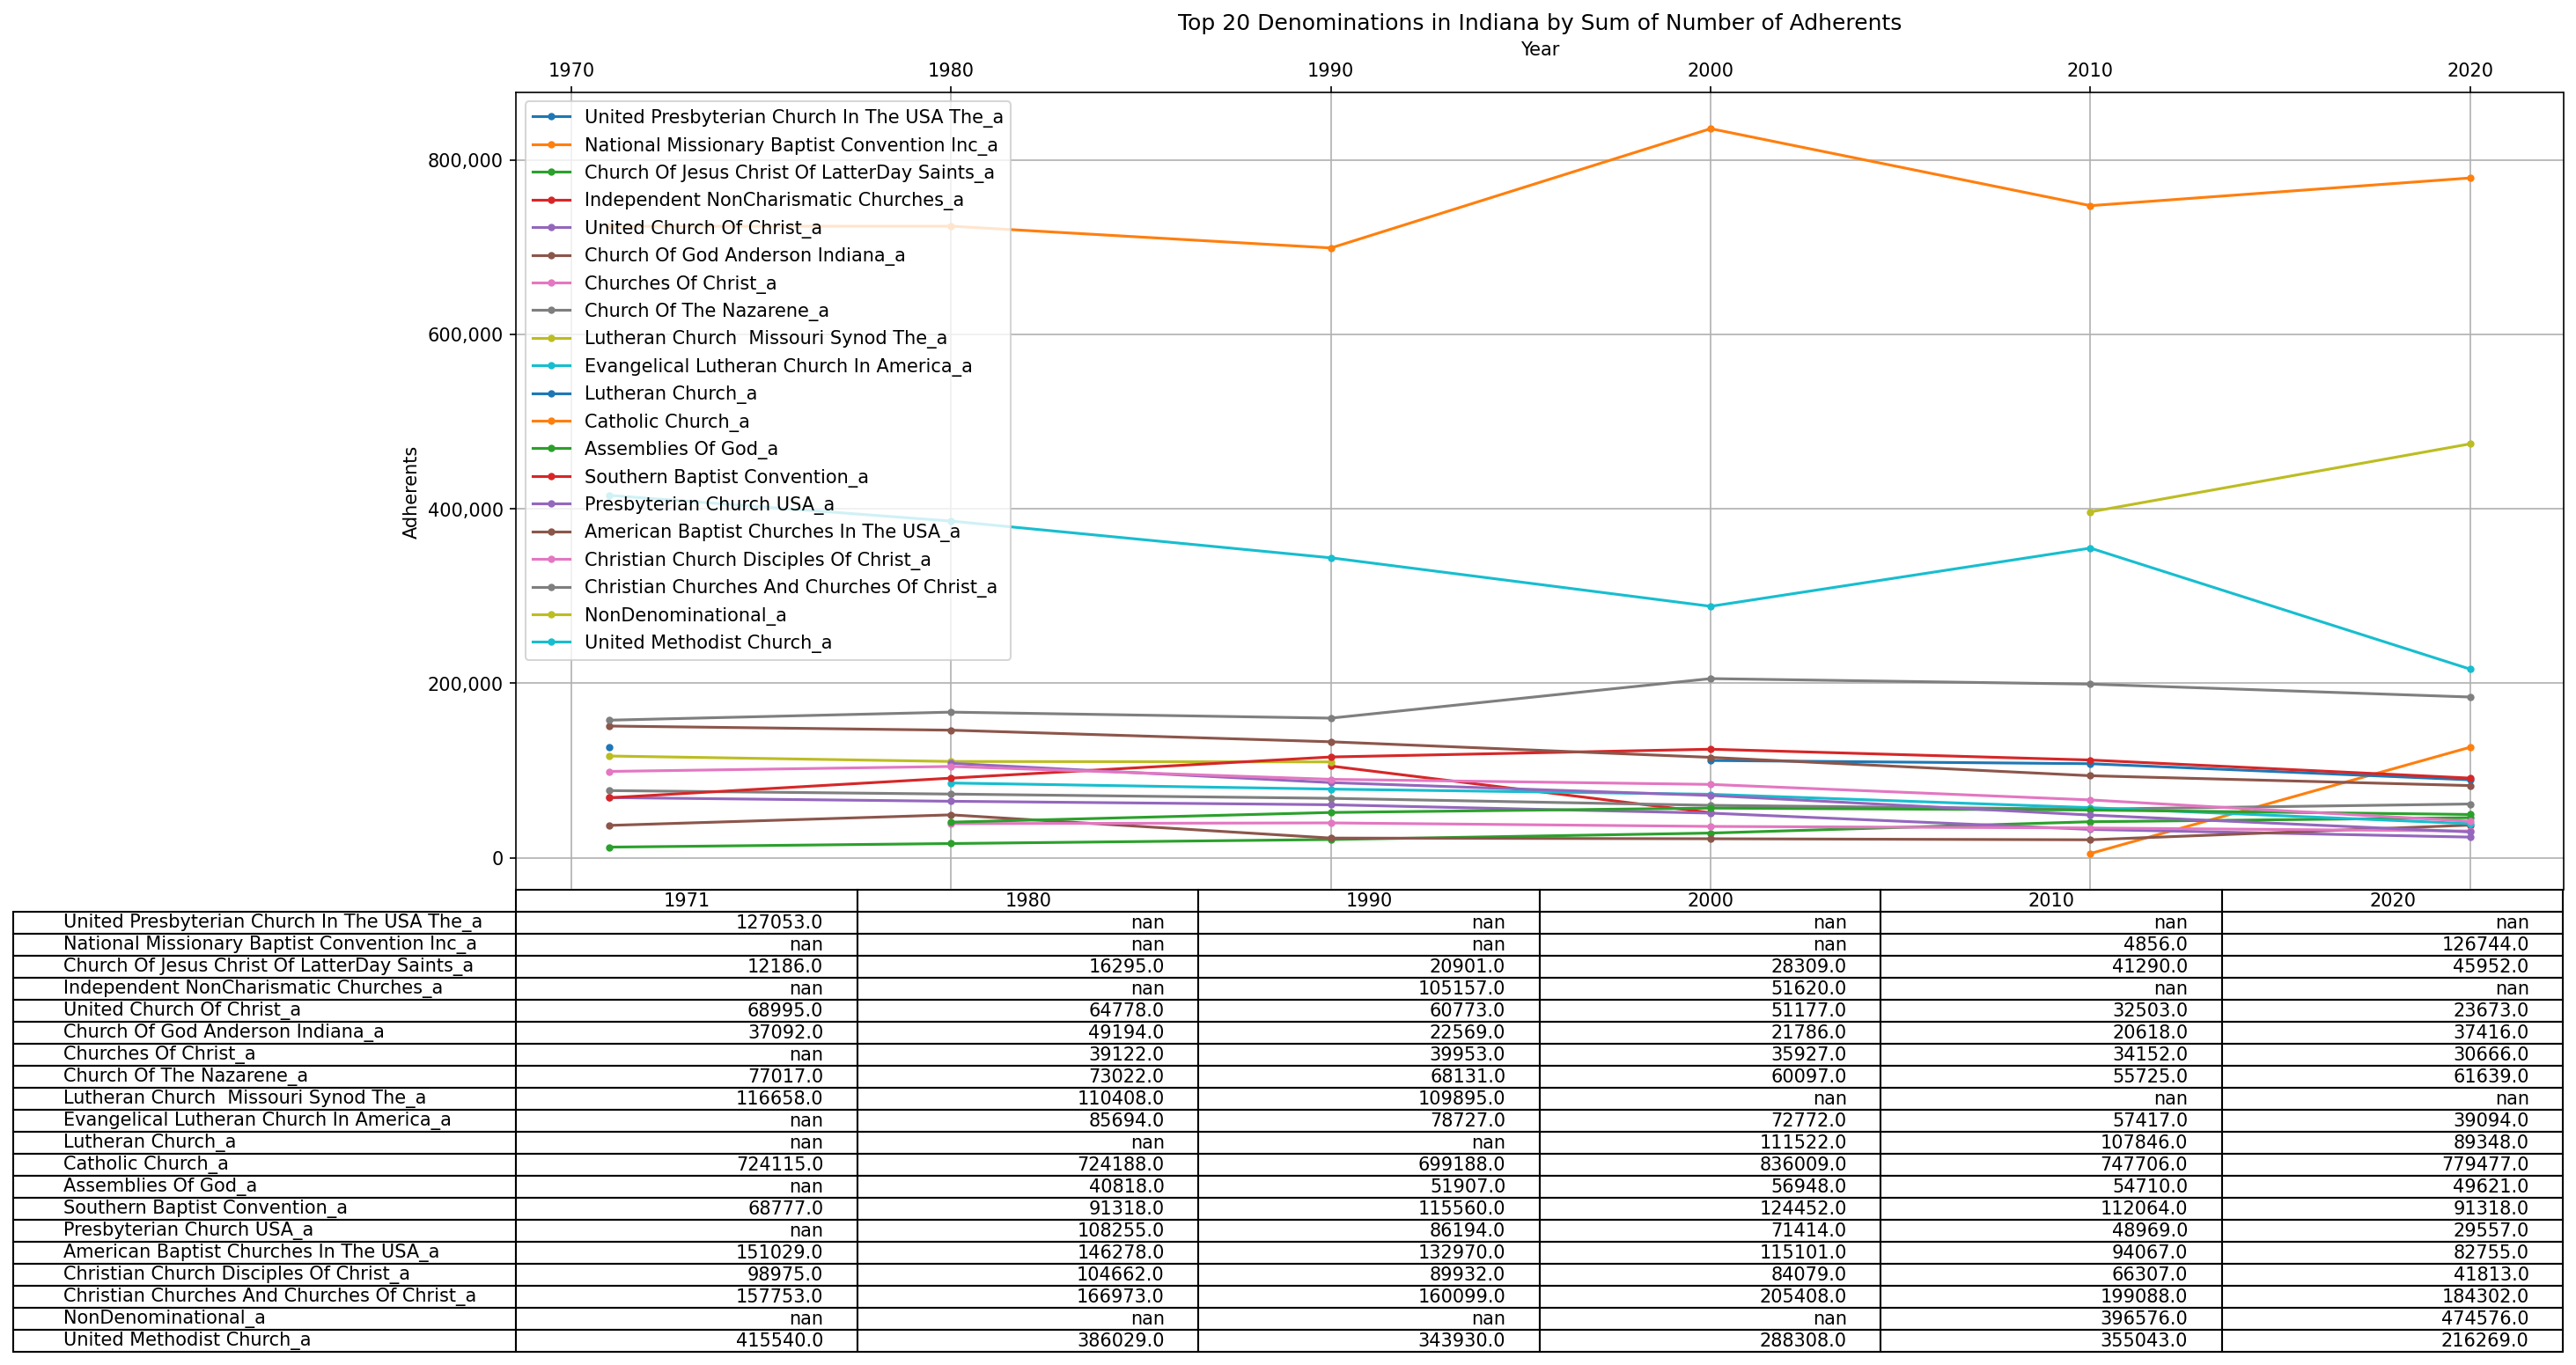 Top 20 Denominations in Indiana by Sum of Number of Adherents
Year
1970 1980 1990 2000 2010 2020
United Presbyterian Church In The USA The_a
National Missionary Baptist Convention Inc_a
Church Of Jesus Christ Of LatterDay Saints_a
Independent NonCharismatic Churches_a
United Church Of Christ_a
Church Of God Anderson Indiana_a
Churches Of Christ_a
Church Of The Nazarene_a
Lutheran Church  Missouri Synod The_a
Evangelical Lutheran Church In America_a
Lutheran Church_a
Catholic Church_a
Assemblies Of God_a
Southern Baptist Convention_a
Presbyterian Church USA_a
American Baptist Churches In The USA_a
Christian Church Disciples Of Christ_a
Christian Churches And Churches Of Christ_a
NonDenominational_a
United Methodist Church_a
800,000
600,000
400,000
200,000
0
Adherents
1971 1980 1990 2000 2010 2020
United Presbyterian Church In The USA The_a 127053.0 nan nan nan nan nan
National Missionary Baptist Convention Inc_a nan nan nan nan 4856.0 126744.0
Church Of Jesus Christ Of LatterDay Saints_a 12186.0 16295.0 20901.0 28309.0 41290.0 45952.0
Independent NonCharismatic Churches_a nan nan 105157.0 51620.0 nan nan
United Church Of Christ_a 68995.0 64778.0 60773.0 51177.0 32503.0 23673.0
Church Of God Anderson Indiana_a 37092.0 49194.0 22569.0 21786.0 20618.0 37416.0
Churches Of Christ_a nan 39122.0 39953.0 35927.0 34152.0 30666.0
Church Of The Nazarene_a 77017.0 73022.0 68131.0 60097.0 55725.0 61639.0
Lutheran Church  Missouri Synod The_a 116658.0 110408.0 109895.0 nan nan nan
Evangelical Lutheran Church In America_a nan 85694.0 78727.0 72772.0 57417.0 39094.0
Lutheran Church_a nan nan nan 111522.0 107846.0 89348.0
Catholic Church_a 724115.0 724188.0 699188.0 836009.0 747706.0 779477.0
Assemblies Of God_a nan 40818.0 51907.0 56948.0 54710.0 49621.0
Southern Baptist Convention_a 68777.0 91318.0 115560.0 124452.0 112064.0 91318.0
Presbyterian Church USA_a nan 108255.0 86194.0 71414.0 48969.0 29557.0
American Baptist Churches In The USA_a 151029.0 146278.0 132970.0 115101.0 94067.0 82755.0
Christian Church Disciples Of Christ_a 98975.0 104662.0 89932.0 84079.0 66307.0 41813.0
Christian Churches And Churches Of Christ_a 157753.0 166973.0 160099.0 205408.0 199088.0 184302.0
NonDenominational_a nan nan nan nan 396576.0 474576.0
United Methodist Church_a 415540.0 386029.0 343930.0 288308.0 355043.0 216269.0